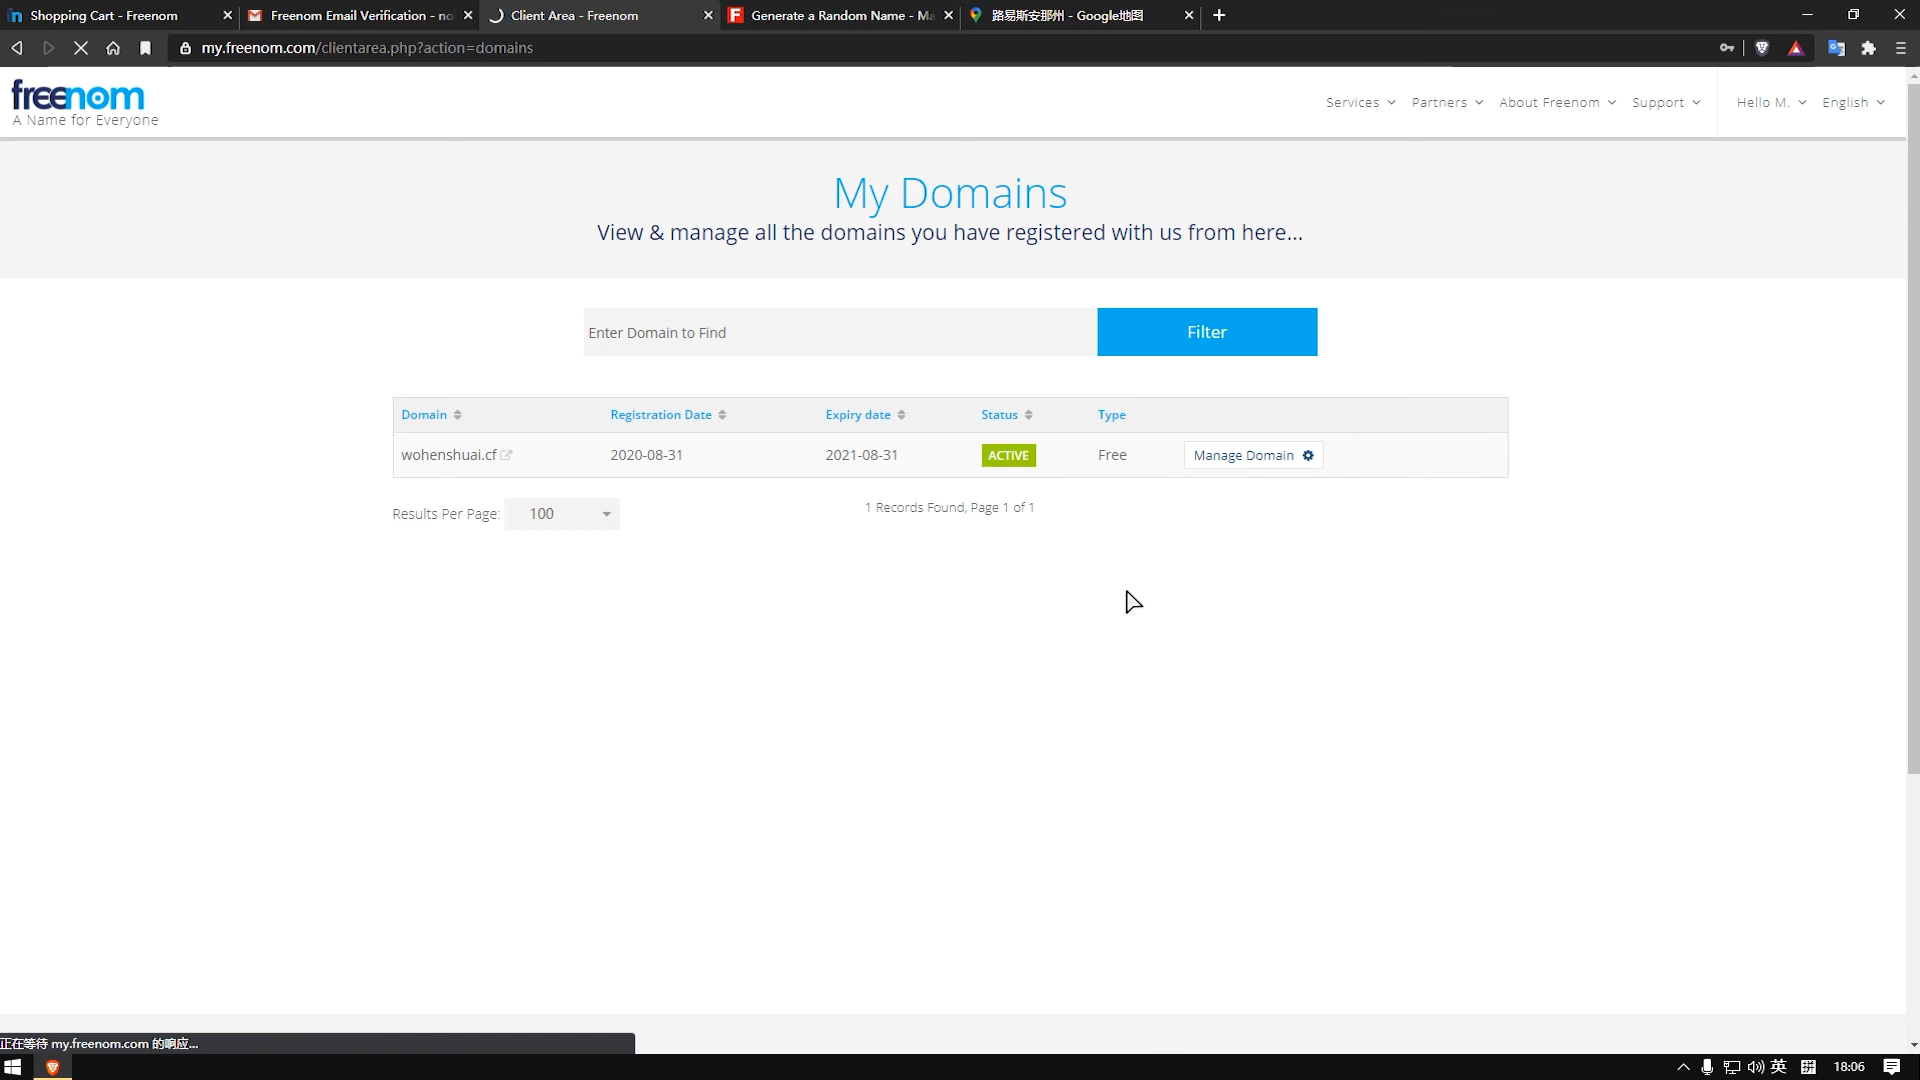 Shopping Cart - Freenom
Freenom Email Verification - no
Client Area - Freenom
Generate a Random Name - Ma
路易斯安那州 - Google地图
my.freenom.com/clientarea.php?action=domains
freenom
A Name for Everyone
Services
Partners
About Freenom
Support
Hello M.
English
My Domains
View & manage all the domains you have registered with us from here...
Enter Domain to Find
Filter
Domain Registration Date Expiry date Status Type
wohenshuai.cf 2020-08-31 2021-08-31 ACTIVE Free Manage Domain
Results Per Page: 100
1 Records Found, Page 1 of 1
正在等待 my.freenom.com 的响应...
英
拼
18:06